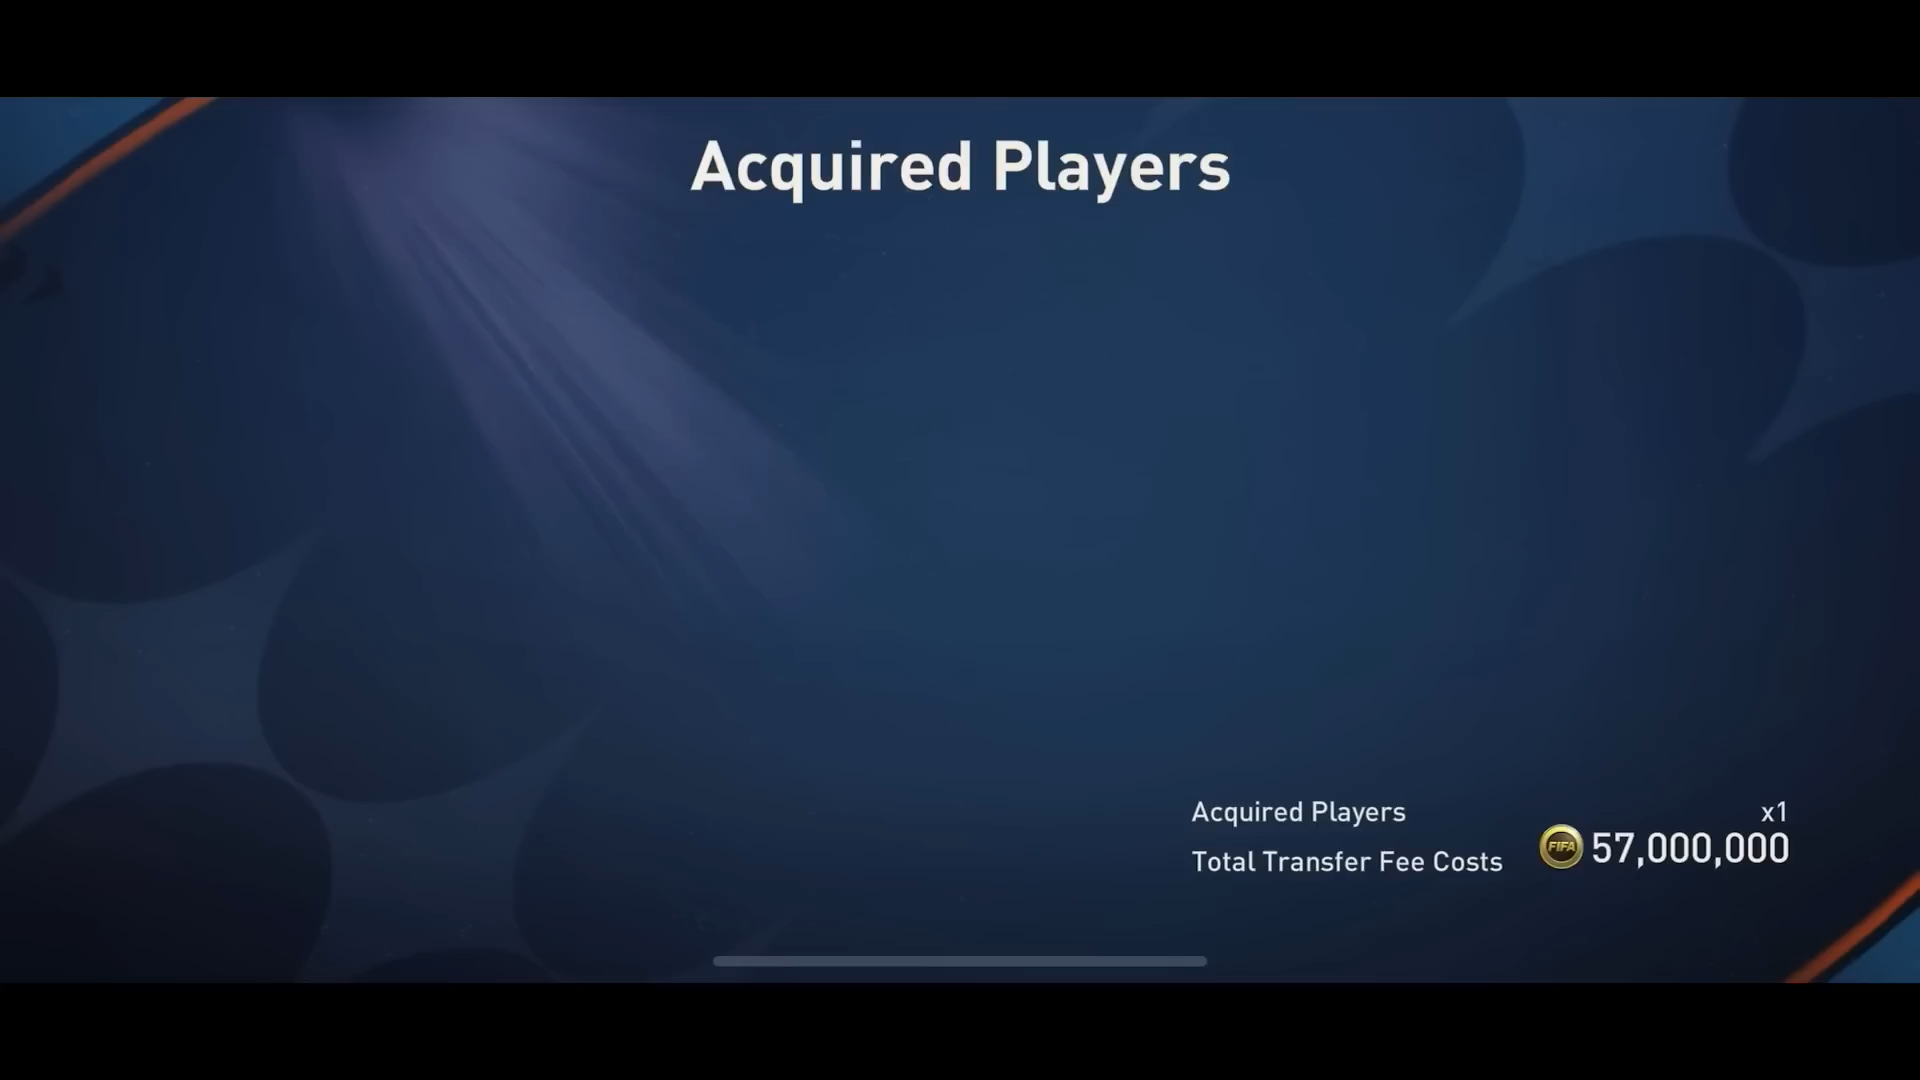 Acquired Players
Acquired Players x1
Total Transfer Fee Costs FIFA 57,000,000